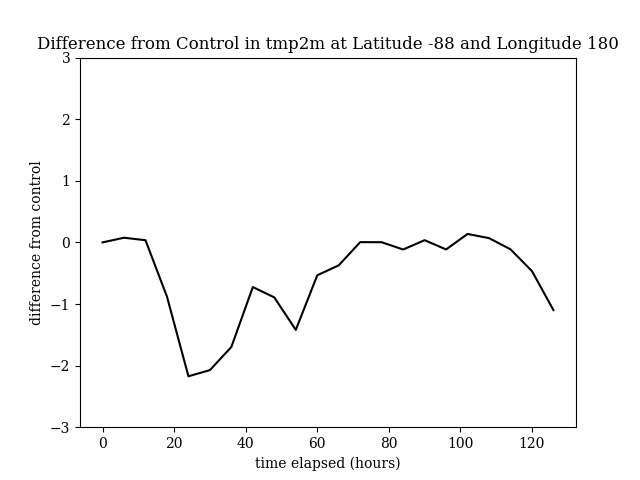 Difference from Control in tmp2m at Latitude -88 and Longitude 180
3
2
1
0
−1
−2
−3
difference from control
0 20 40 60 80 100 120
time elapsed (hours)